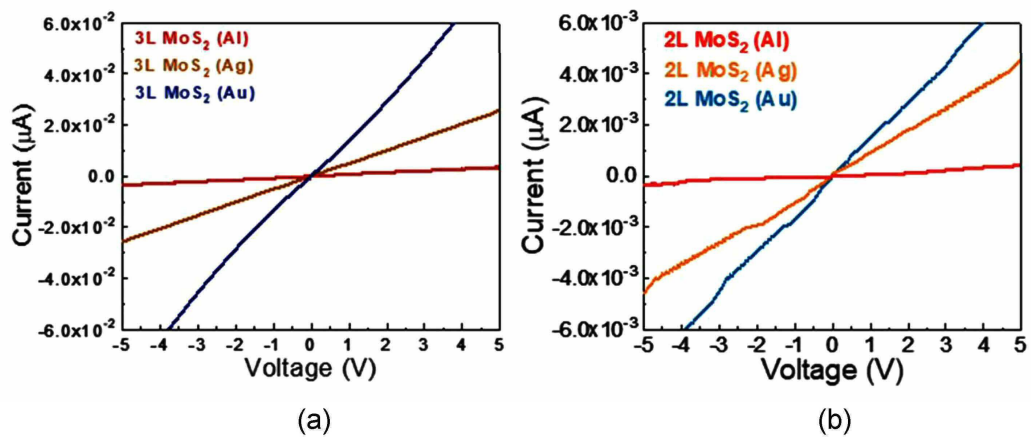 6.0x10⁻²
4.0x10⁻²
2.0x10⁻²
0.0
-2.0x10⁻²
-4.0x10⁻²
-6.0x10⁻²
Current (μA)
3L MoS₂ (Al)
3L MoS₂ (Ag)
3L MoS₂ (Au)
-5 -4 -3 -2 -1 0 1 2 3 4 5
Voltage (V)
(a)
6.0x10⁻³
4.0x10⁻³
2.0x10⁻³
0.0
-2.0x10⁻³
-4.0x10⁻³
-6.0x10⁻³
Current (μA)
2L MoS₂ (Al)
2L MoS₂ (Ag)
2L MoS₂ (Au)
-5 -4 -3 -2 -1 0 1 2 3 4 5
Voltage (V)
(b)